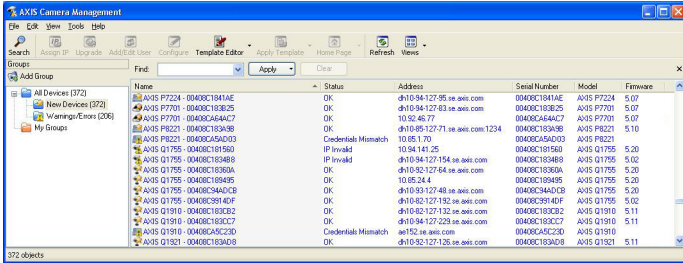 AXIS Camera Management
File Edit View Tools Help
Search Assign IP Upgrade Add/Edit User Configure Template Editor Apply Template Home Page Refresh Views
Groups
Add Group
Find: Apply Clear
All Devices (372)
New Devices (372)
Warnings/Errors (206)
My Groups
Name Status Address Serial Number Model Firmware
AXIS P7224 - 00408C1841AE OK dh10-94-127-95.se.axis.com 00408C1841AE AXIS P7224 5.07
AXIS P7701 - 00408C183B25 OK dh10-94-127-83.se.axis.com 00408C183B25 AXIS P7701 5.07
AXIS P7701 - 00408CA64AC7 OK 10.92.46.77 00408CA64AC7 AXIS P7701 5.07
AXIS P8221 - 00408C183A9B OK dh10-85-127-71.se.axis.com:1234 00408C183A9B AXIS P8221 5.10
AXIS P8221 - 00408CA5AD03 Credentials Mismatch 10.85.1.70 00408CA5AD03 AXIS P8221
AXIS Q1755 - 00408C181560 IP Invalid 10.94.141.25 00408C181560 AXIS Q1755 5.20
AXIS Q1755 - 00408C1834B8 IP Invalid dh10-94-127-154.se.axis.com 00408C1834B8 AXIS Q1755 5.02
AXIS Q1755 - 00408C18360A OK dh10-92-127-64.se.axis.com 00408C18360A AXIS Q1755 5.20
AXIS Q1755 - 00408C189495 OK 10.85.24.4 00408C189495 AXIS Q1755 5.20
AXIS Q1755 - 00408C94ADCB OK dh10-93-127-48.se.axis.com 00408C94ADCB AXIS Q1755 5.20
AXIS Q1755 - 00408C9914DF OK dh10-82-127-192.se.axis.com 00408C9914DF AXIS Q1755 5.02
AXIS Q1910 - 00408C183CB2 OK dh10-82-127-132.se.axis.com 00408C183CB2 AXIS Q1910 5.11
AXIS Q1910 - 00408C183CC7 OK dh10-94-127-229.se.axis.com 00408C183CC7 AXIS Q1910 5.11
AXIS Q1910 - 00408CA5C23D Credentials Mismatch ae152.se.axis.com 00408CA5C23D AXIS Q1910
AXIS Q1921 - 00408C183AD8 OK dh10-92-127-126.se.axis.com 00408C183AD8 AXIS Q1921 5.11
372 objects